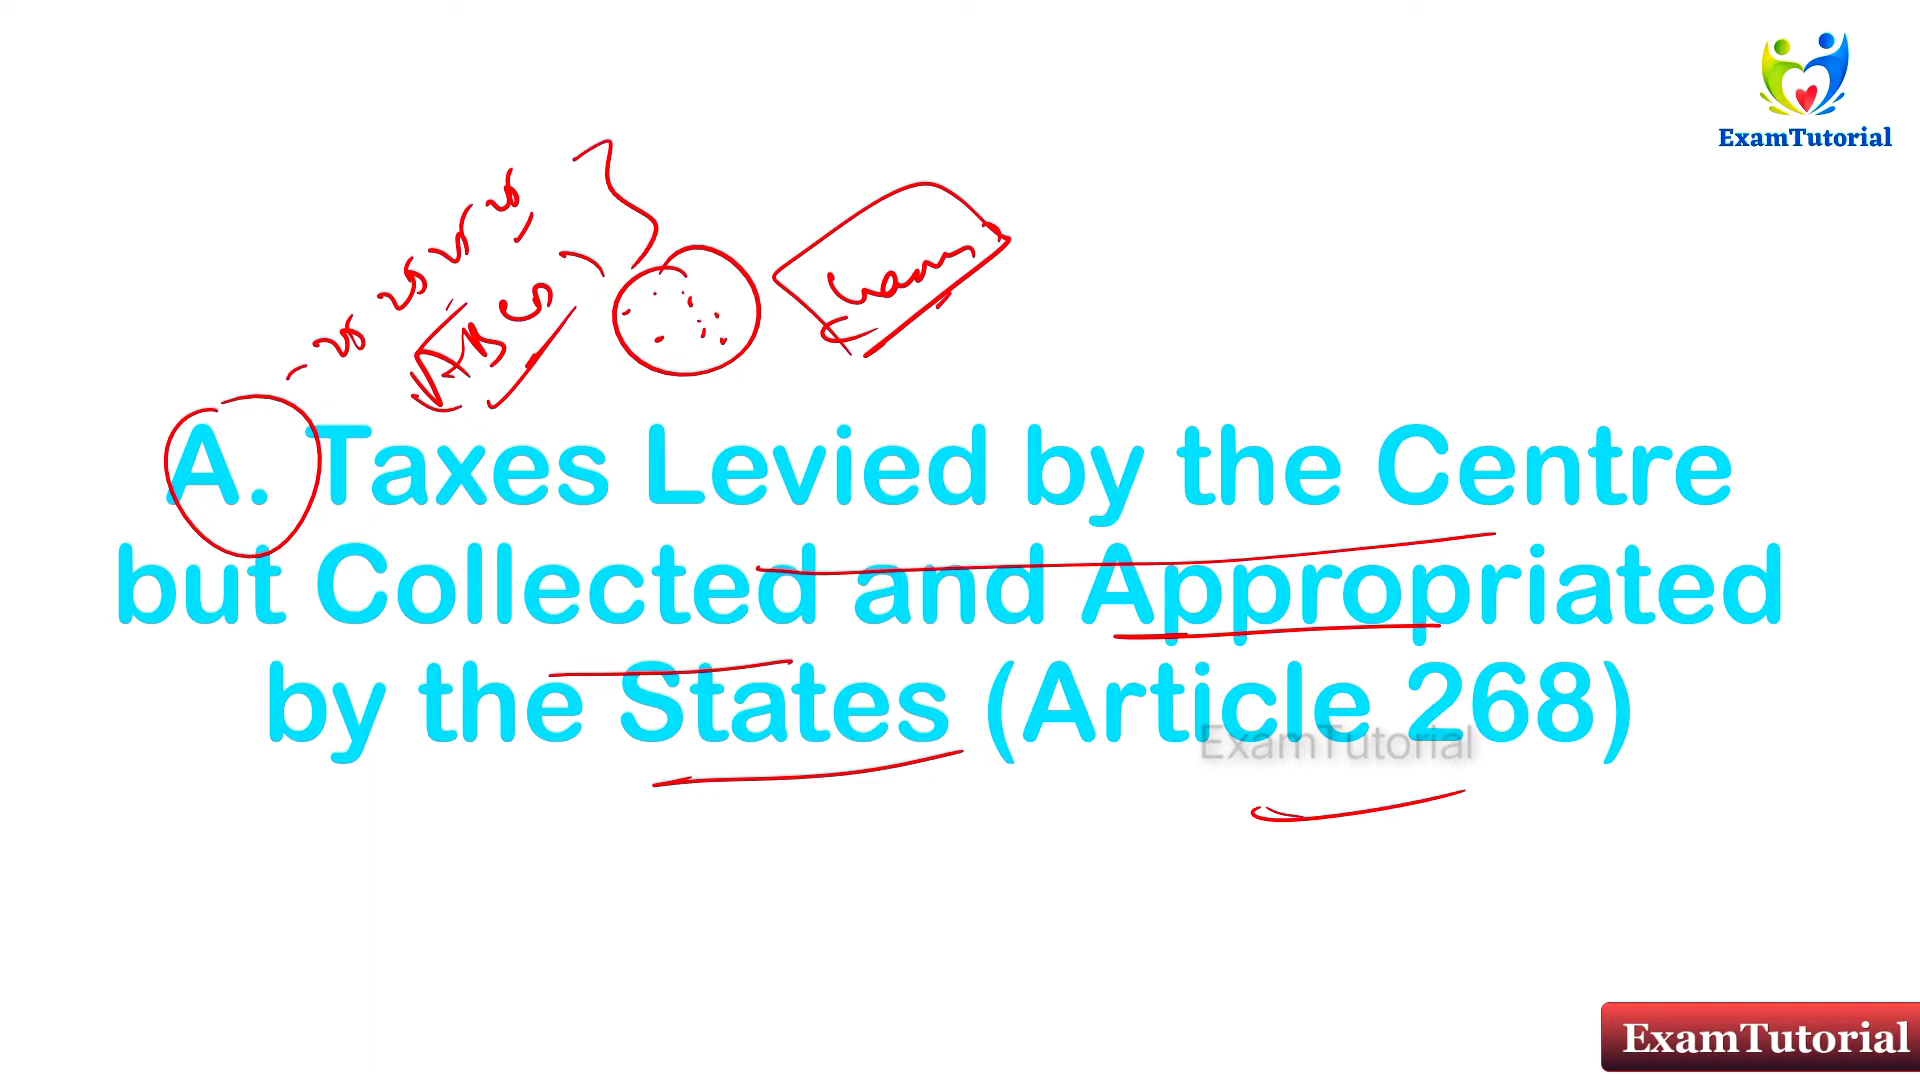 ExamTutorial
A. Taxes Levied by the Centre
but Collected and Appropriated
by the States (Article 268)
ExamTutorial
ExamTutorial